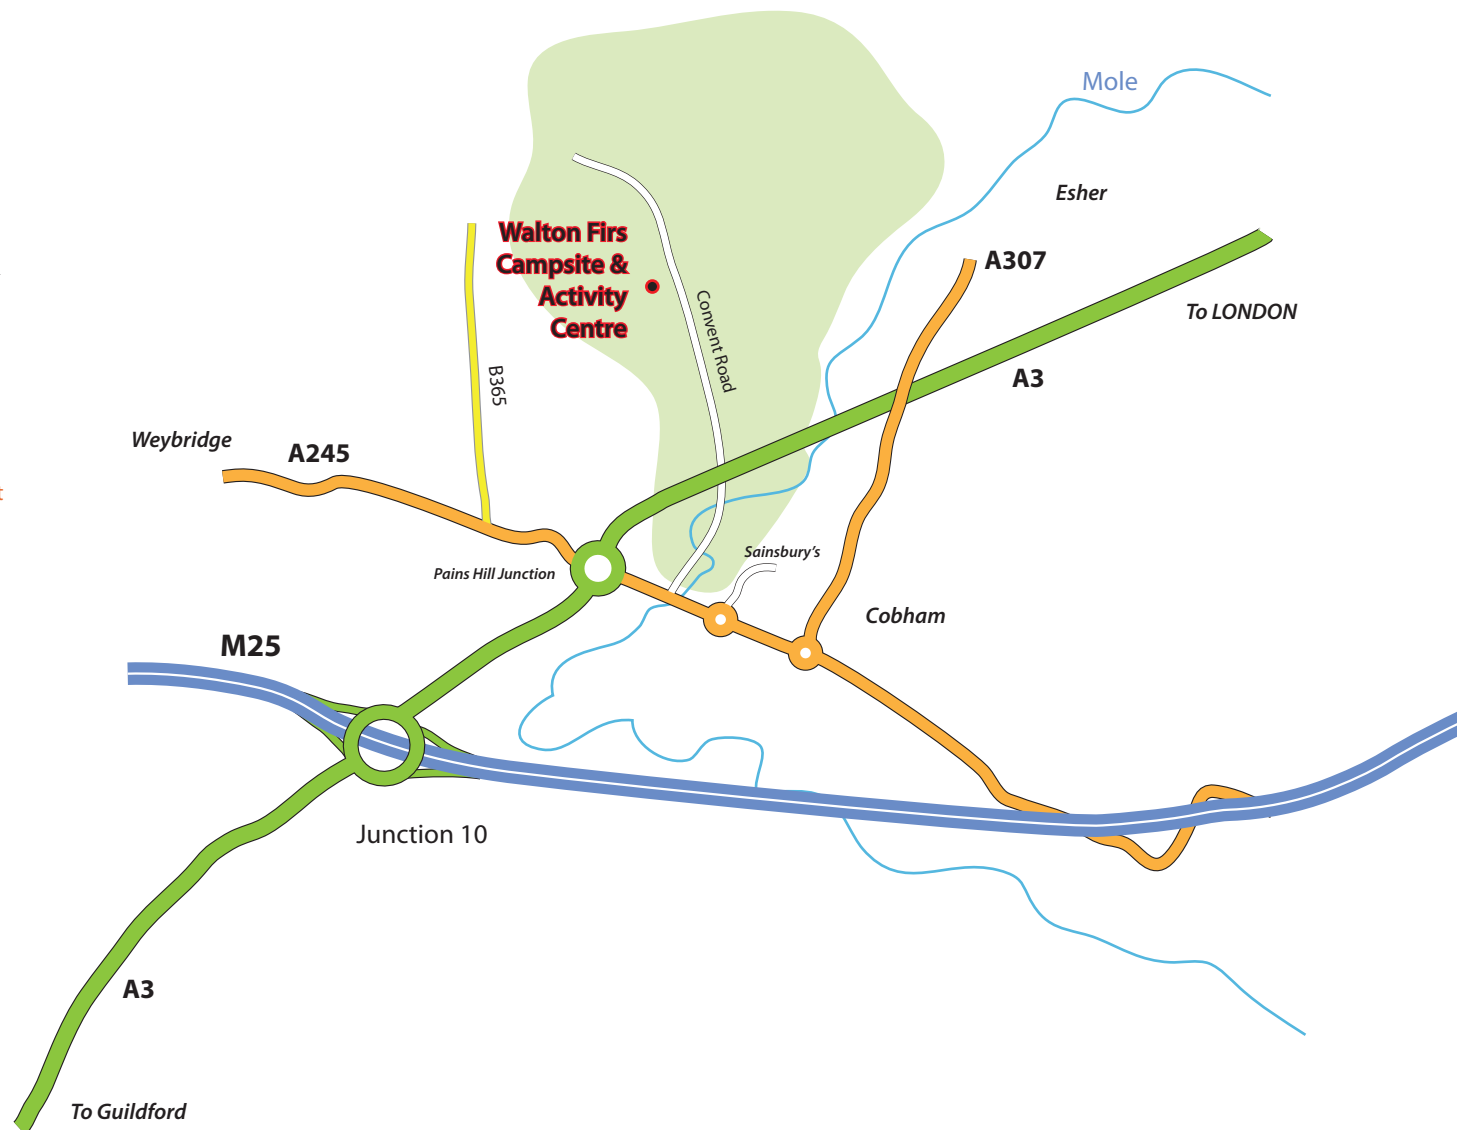 Mole
Esher
Walton Firs
Campsite &
Activity
Centre
A307
To LONDON
Convent Road
B365
A3
Weybridge
A245
Sainsbury's
Pains Hill Junction
Cobham
M25
Junction 10
A3
To Guildford